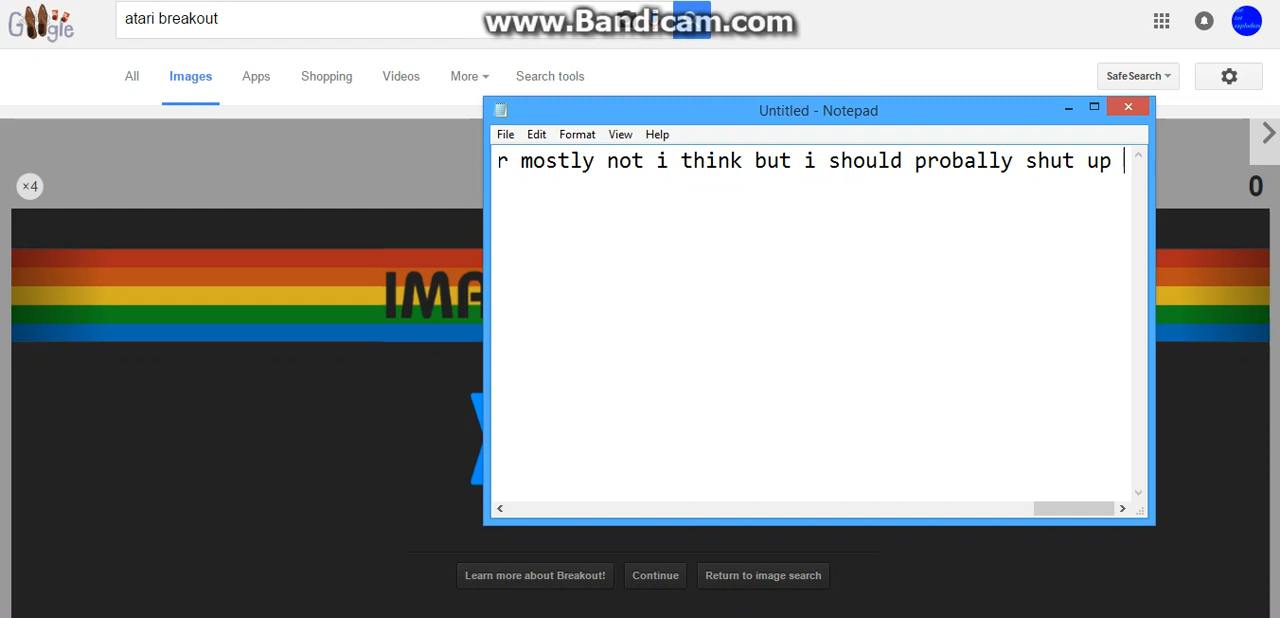 Google
atari breakout
www.Bandicam.com
All
Images
Apps
Shopping
Videos
More
Search tools
SafeSearch
Untitled - Notepad
File Edit Format View Help
r mostly not i think but i should probally shut up
×4
0
IMA
Learn more about Breakout!
Continue
Return to image search